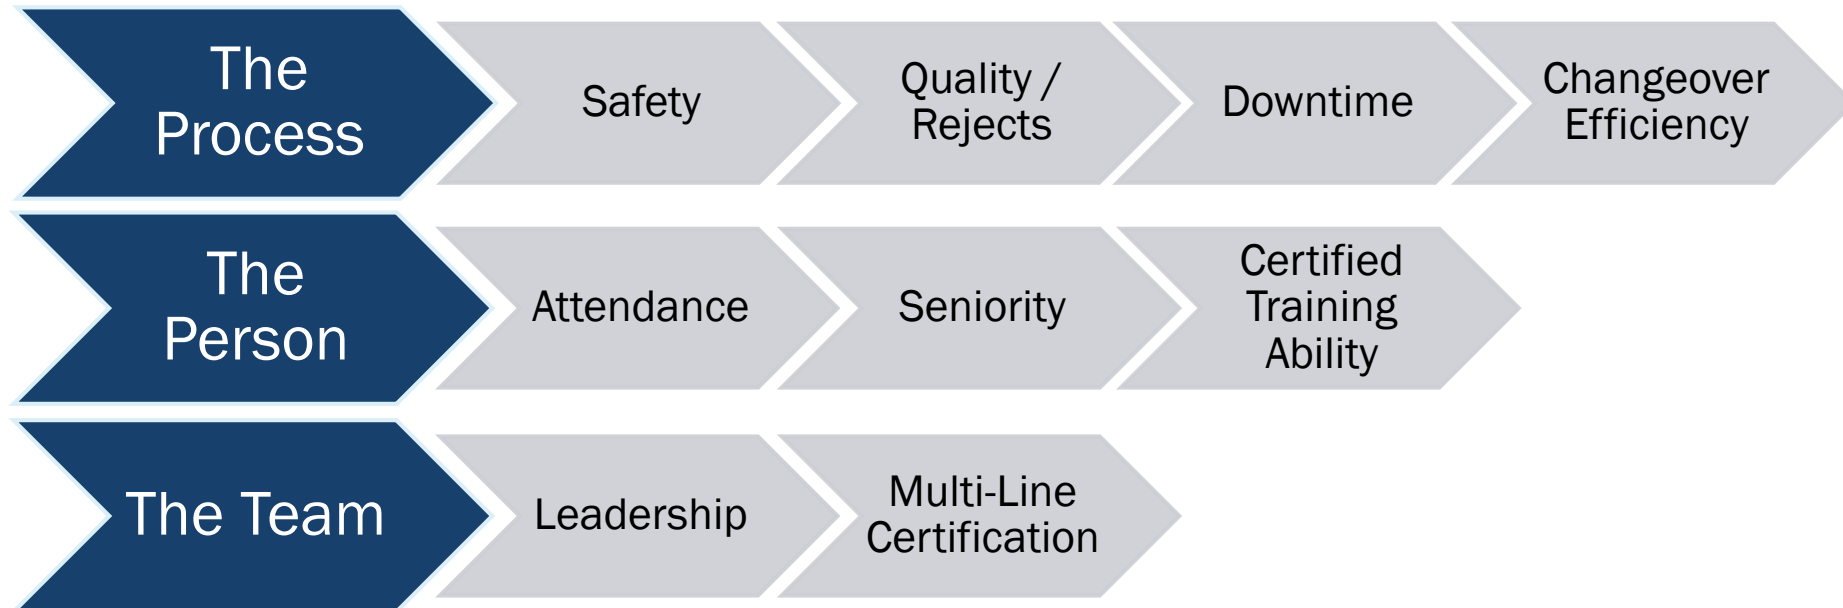 The
Process
Safety
Quality /
Rejects
Downtime
Changeover
Efficiency
The
Person
Attendance
Seniority
Certified
Training
Ability
The Team
Leadership
Multi-Line
Certification